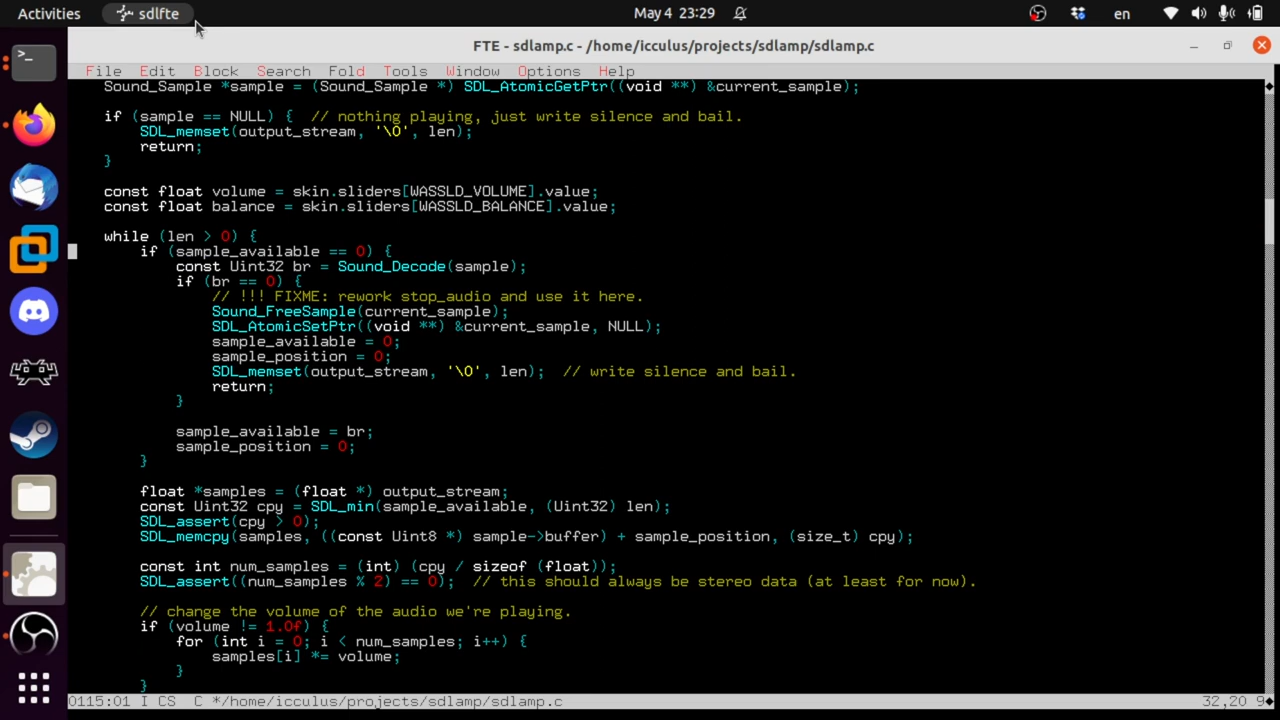 Activities sdlfte May 4 23:29 en
FTE - sdlamp.c - /home/icculus/projects/sdlamp/sdlamp.c
File Edit Block Search Fold Tools Window Options Help
Sound_Sample *sample = (Sound_Sample *) SDL_AtomicGetPtr((void **) &current_sample);
if (sample == NULL) {  // nothing playing, just write silence and bail.
SDL_memset(output_stream, '\0', len);
return;
}
const float volume = skin.sliders[WASSLD_VOLUME].value;
const float balance = skin.sliders[WASSLD_BALANCE].value;
while (len > 0) {
if (sample_available == 0) {
const Uint32 br = Sound_Decode(sample);
if (br == 0) {
// !!! FIXME: rework stop_audio and use it here.
Sound_FreeSample(current_sample);
SDL_AtomicSetPtr((void **) &current_sample, NULL);
sample_available = 0;
sample_position = 0;
SDL_memset(output_stream, '\0', len);  // write silence and bail.
return;
}
sample_available = br;
sample_position = 0;
}
float *samples = (float *) output_stream;
const Uint32 cpy = SDL_min(sample_available, (Uint32) len);
SDL_assert(cpy > 0);
SDL_memcpy(samples, ((const Uint8 *) sample->buffer) + sample_position, (size_t) cpy);
const int num_samples = (int) (cpy / sizeof (float));
SDL_assert((num_samples % 2) == 0);  // this should always be stereo data (at least for now).
// change the volume of the audio we're playing.
if (volume != 1.0f) {
for (int i = 0; i < num_samples; i++) {
samples[i] *= volume;
}
}
0115:01 I CS  C */home/icculus/projects/sdlamp/sdlamp.c 32,20 9